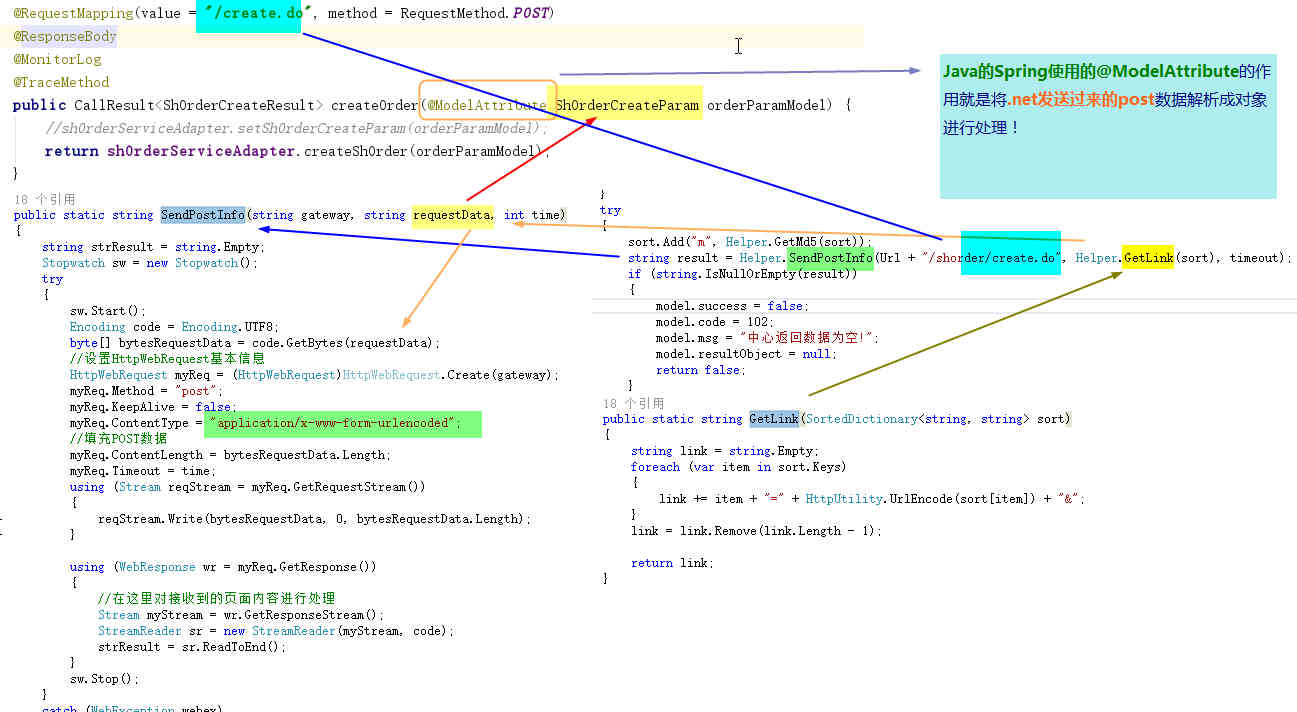 @RequestMapping(value = "/create.do", method = RequestMethod.POST)
@ResponseBody
@MonitorLog
@TraceMethod
public CallResult<ShOrderCreateResult> createOrder(@ModelAttribute ShOrderCreateParam orderParamModel) {
//shOrderServiceAdapter.setShOrderCreateParam(orderParamModel);
return shOrderServiceAdapter.createShOrder(orderParamModel);
}
Java的Spring使用的@ModelAttribute的作
用就是将.net发送过来的post数据解析成对象
进行处理！
18 个引用
public static string SendPostInfo(string gateway, string requestData, int time)
{
string strResult = string.Empty;
Stopwatch sw = new Stopwatch();
try
{
sw.Start();
Encoding code = Encoding.UTF8;
byte[] bytesRequestData = code.GetBytes(requestData);
//设置HttpWebRequest基本信息
HttpWebRequest myReq = (HttpWebRequest)HttpWebRequest.Create(gateway);
myReq.Method = "post";
myReq.KeepAlive = false;
myReq.ContentType = "application/x-www-form-urlencoded";
//填充POST数据
myReq.ContentLength = bytesRequestData.Length;
myReq.Timeout = time;
using (Stream reqStream = myReq.GetRequestStream())
{
reqStream.Write(bytesRequestData, 0, bytesRequestData.Length);
}
using (WebResponse wr = myReq.GetResponse())
{
//在这里对接收到的页面内容进行处理
Stream myStream = wr.GetResponseStream();
StreamReader sr = new StreamReader(myStream, code);
strResult = sr.ReadToEnd();
}
sw.Stop();
}
catch (WebException webex)
}
try
{
sort.Add("m", Helper.GetMd5(sort));
string result = Helper.SendPostInfo(Url + "/shorder/create.do", Helper.GetLink(sort), timeout);
if (string.IsNullOrEmpty(result))
{
model.success = false;
model.code = 102;
model.msg = "中心返回数据为空!";
model.resultObject = null;
return false;
}
18 个引用
public static string GetLink(SortedDictionary<string, string> sort)
{
string link = string.Empty;
foreach (var item in sort.Keys)
{
link += item + "=" + HttpUtility.UrlEncode(sort[item]) + "&";
}
link = link.Remove(link.Length - 1);
return link;
}